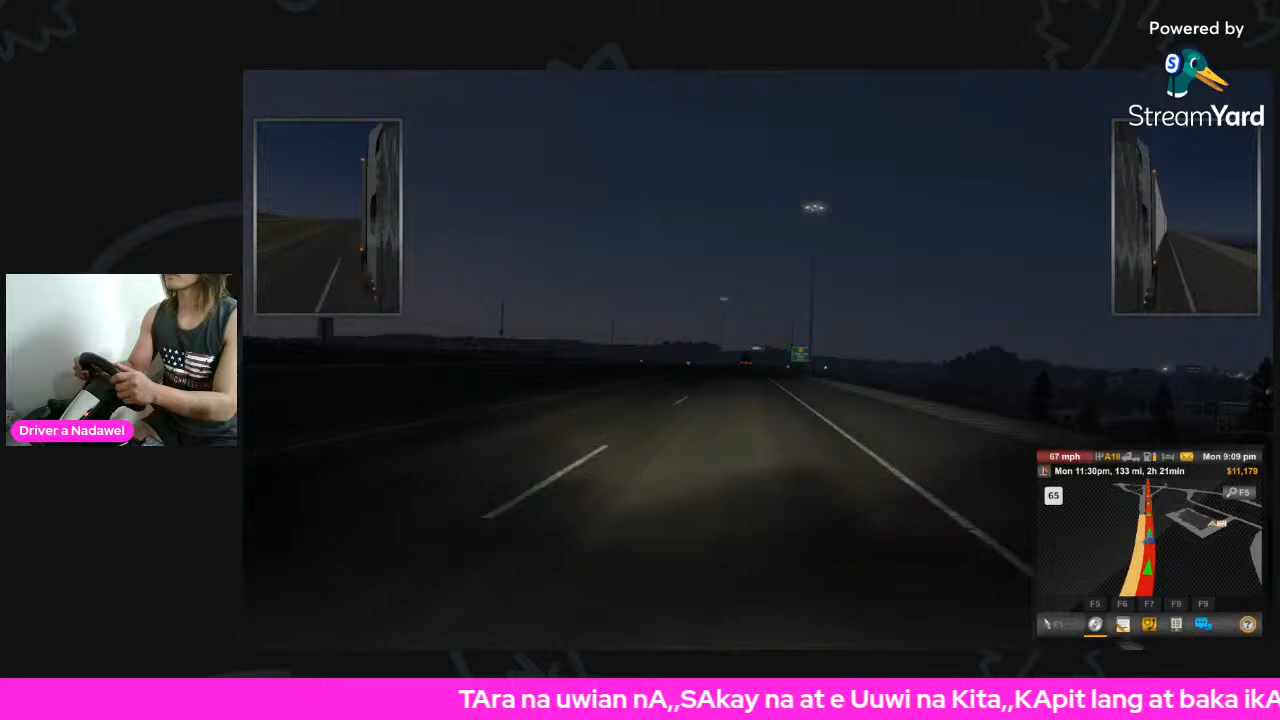 Powered by
StreamYard
67 mph A18 Mon 9:09 pm
Mon 11:30pm, 133 mi, 2h 21min $11,179
65
F5
F5 F6 F7 F8 F9
F1
?
Driver a Nadawel
TAra na uwian nA,,SAkay na at e Uuwi na Kita,,KApit lang at baka ikA